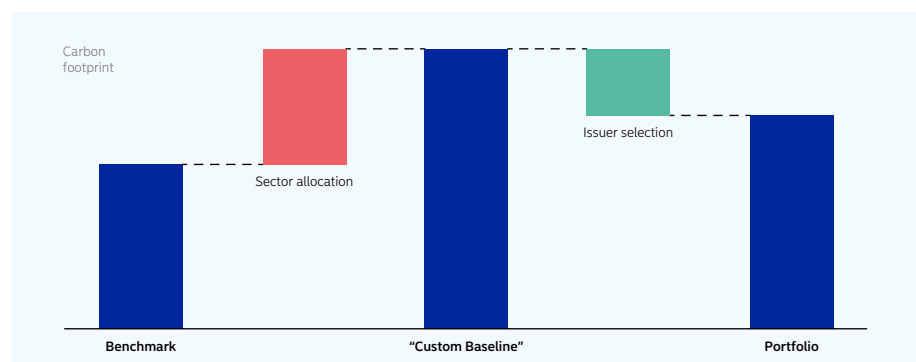 Carbon
footprint
Issuer selection
Sector allocation
Benchmark
“Custom Baseline”
Portfolio